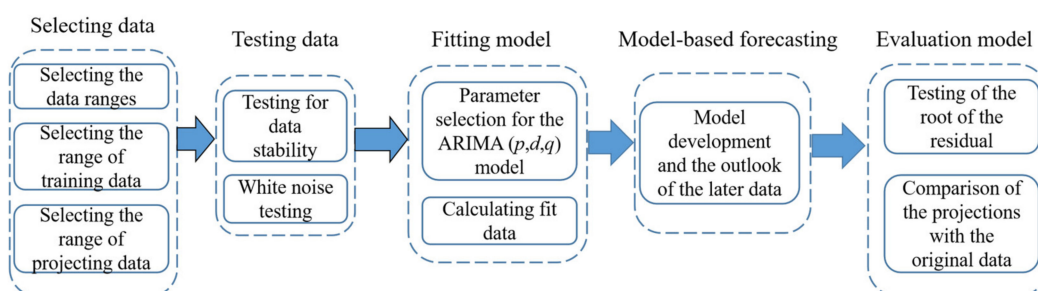 Selecting data
Selecting the
data ranges
Selecting the
range of
training data
Selecting the
range of
projecting data
Testing data
Testing for
data
stability
White noise
testing
Fitting model
Parameter
selection for the
ARIMA (p,d,q)
model
Calculating fit
data
Model-based forecasting
Model
development
and the outlook
of the later data
Evaluation model
Testing of the
root of the
residual
Comparison of
the projections
with the
original data